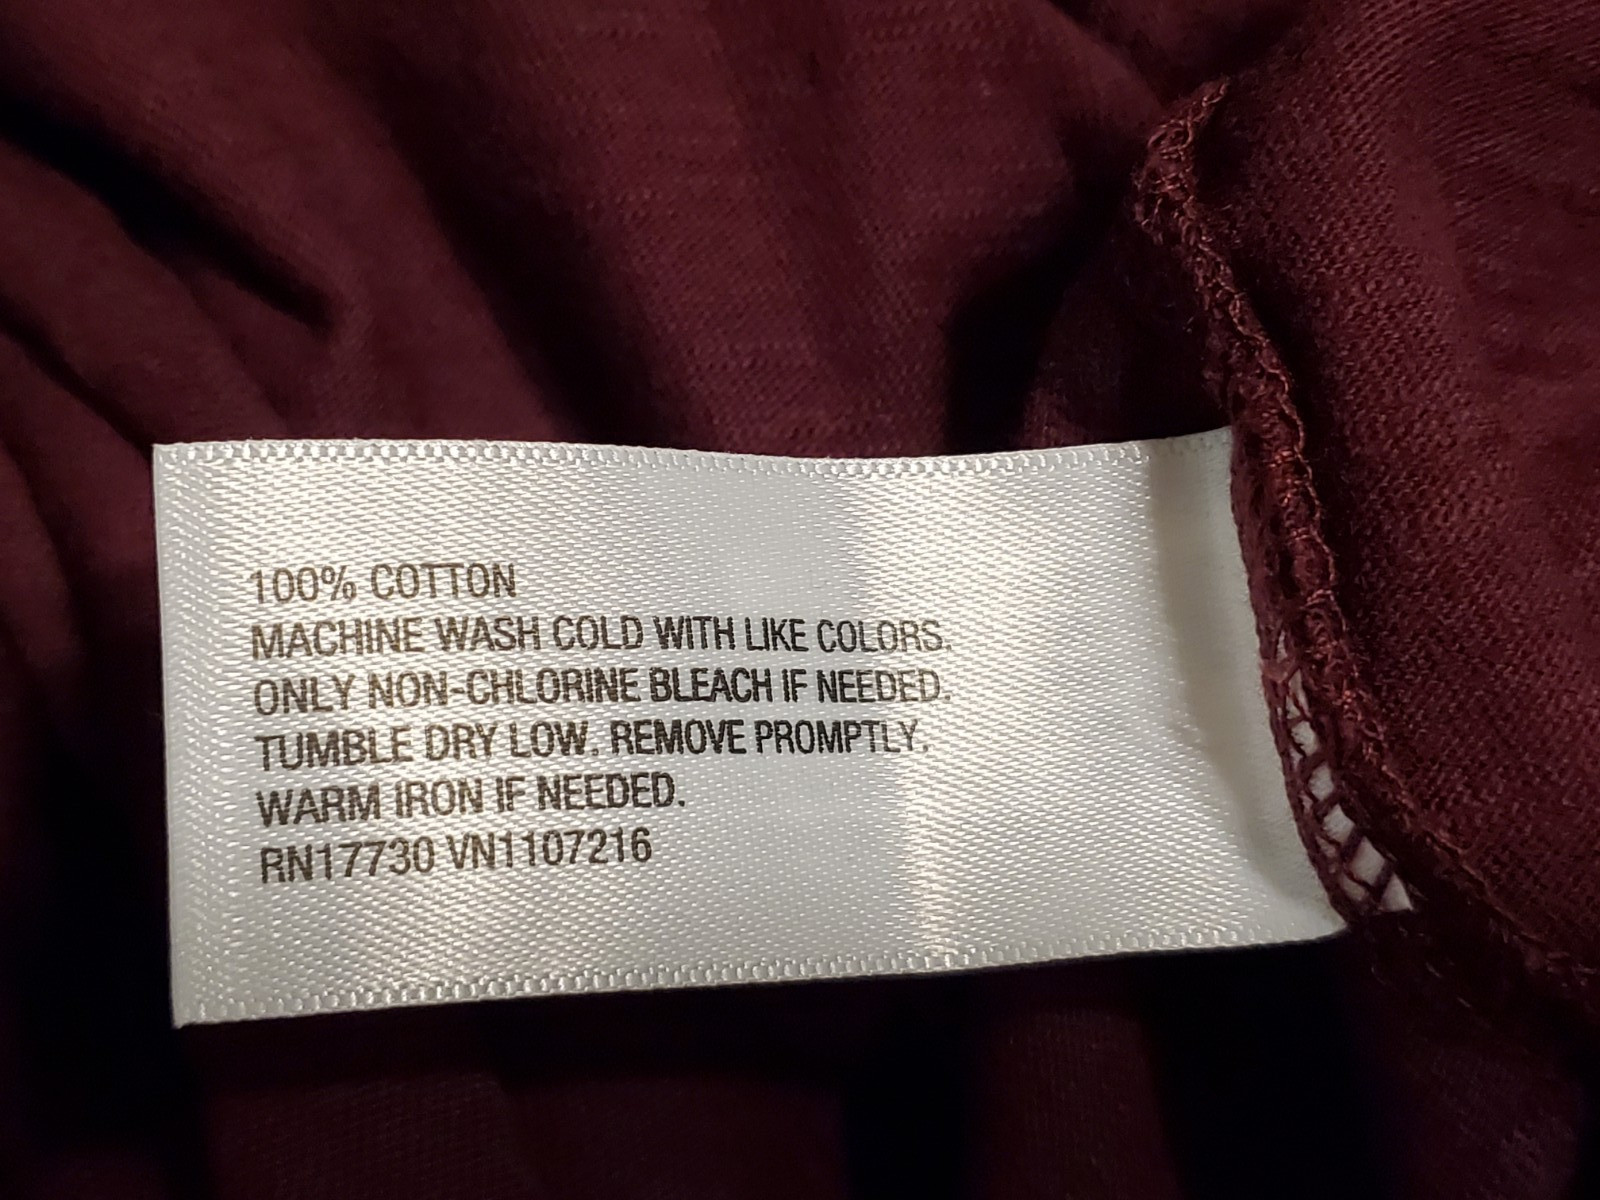 100% COTTON
MACHINE WASH COLD WITH LIKE COLORS.
ONLY NON-CHLORINE BLEACH IF NEEDED.
TUMBLE DRY LOW. REMOVE PROMPTLY.
WARM IRON IF NEEDED.
RN17730 VN1107216